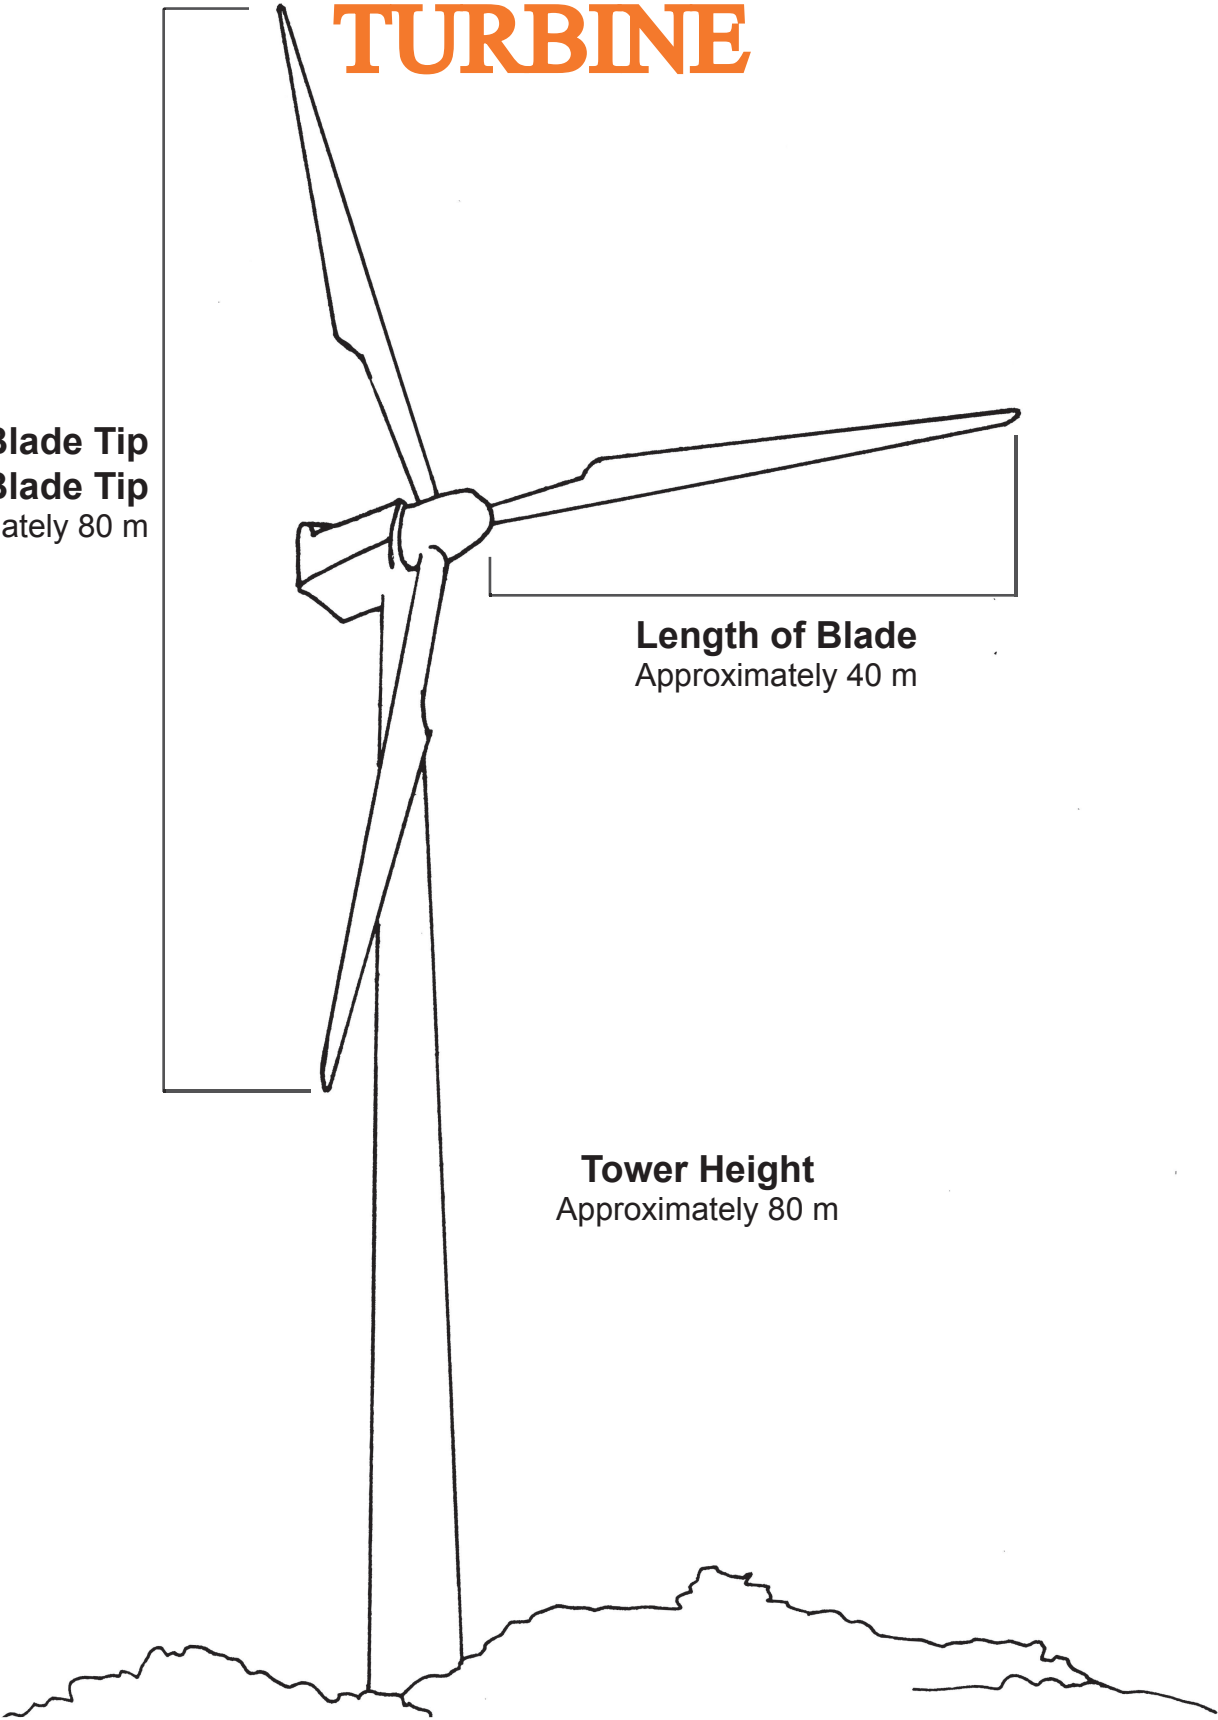 TURBINE
Blade Tip
Blade Tip
ately 80 m
Length of Blade
Approximately 40 m
Tower Height
Approximately 80 m